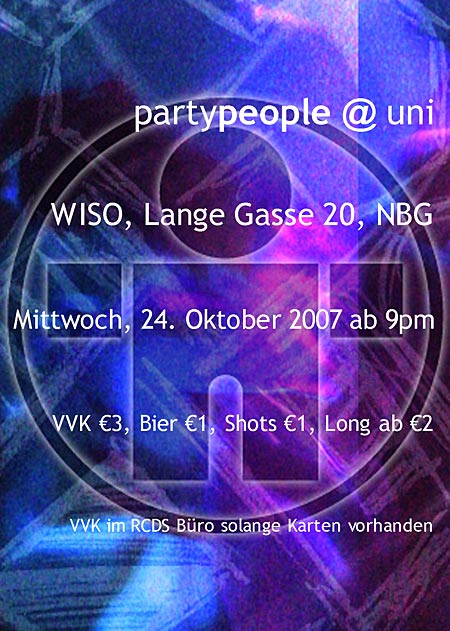 partypeople @ uni
WISO, Lange Gasse 20, NBG
Mittwoch, 24. Oktober 2007 ab 9pm
VVK €3, Bier €1, Shots €1, Long ab €2
VVK im RCDS Büro solange Karten vorhanden